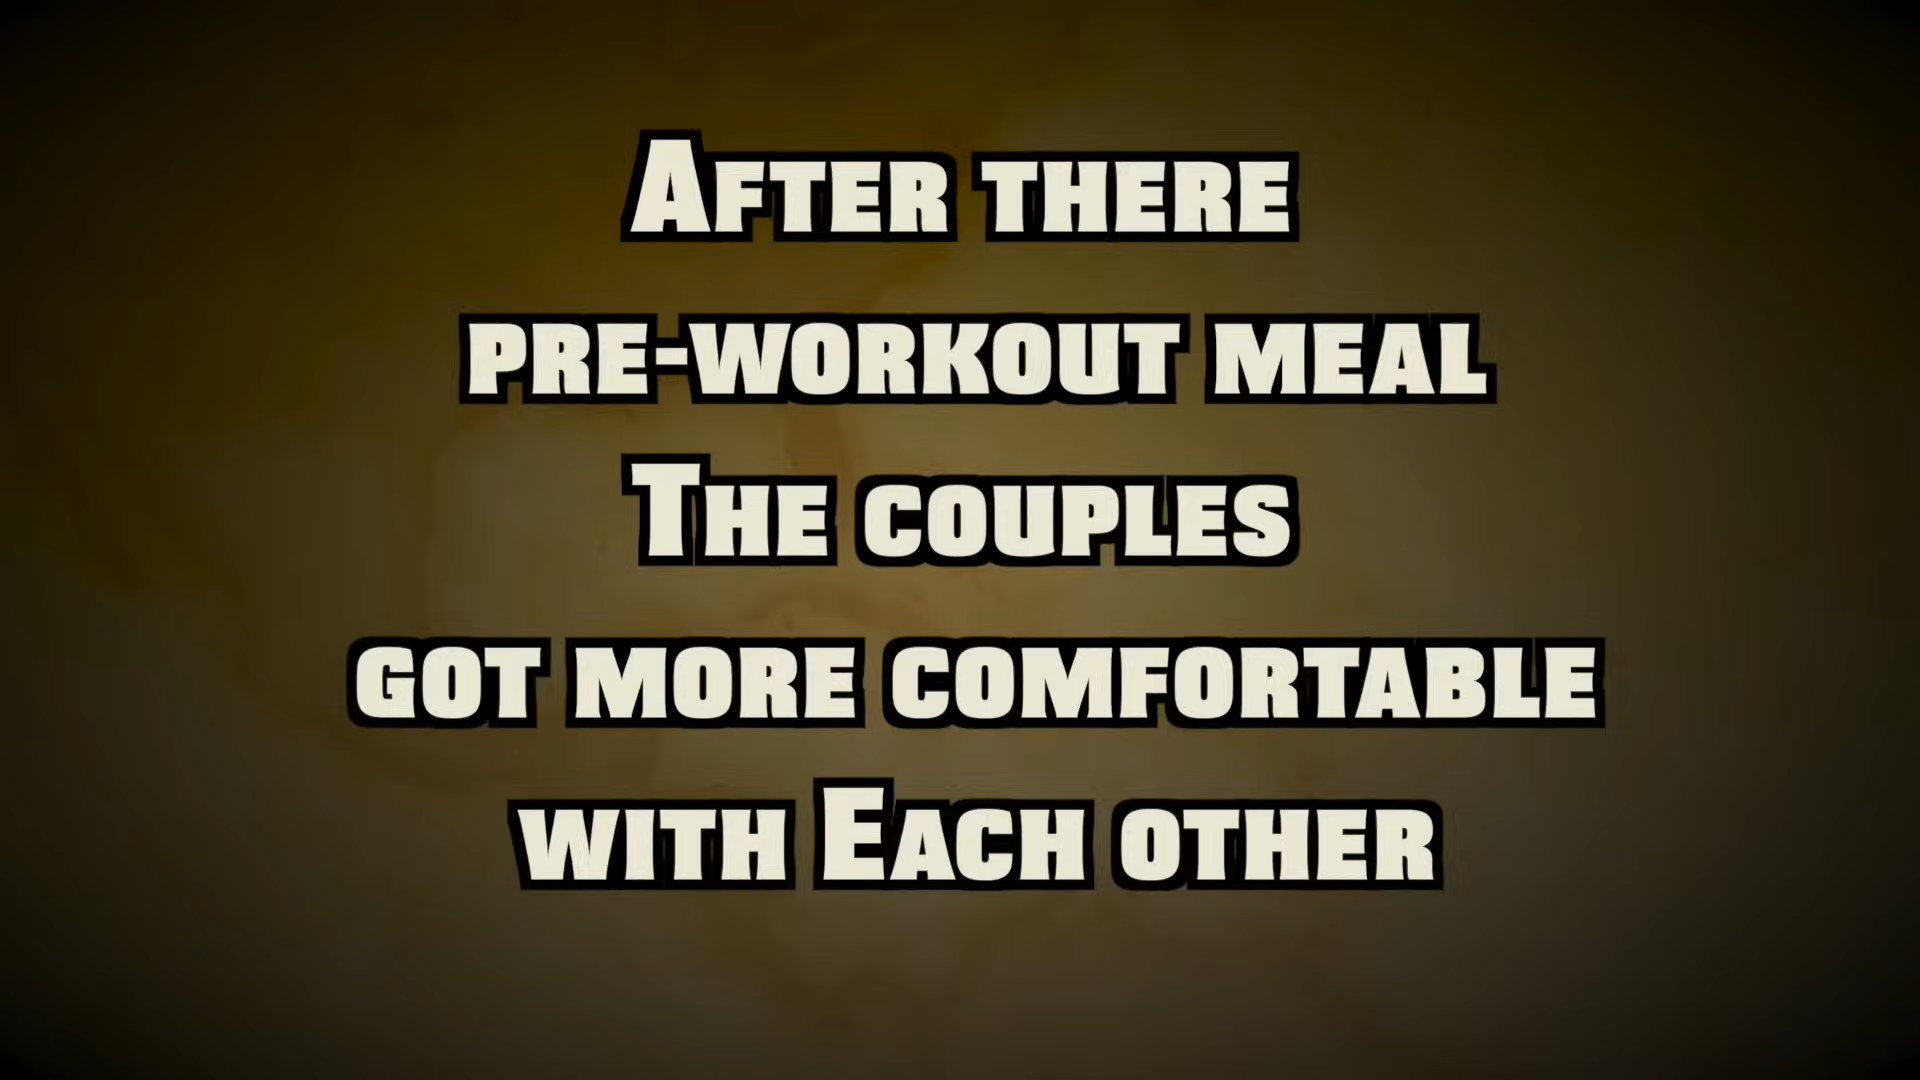 After there
pre-workout meal
The couples
got more comfortable
with Each other